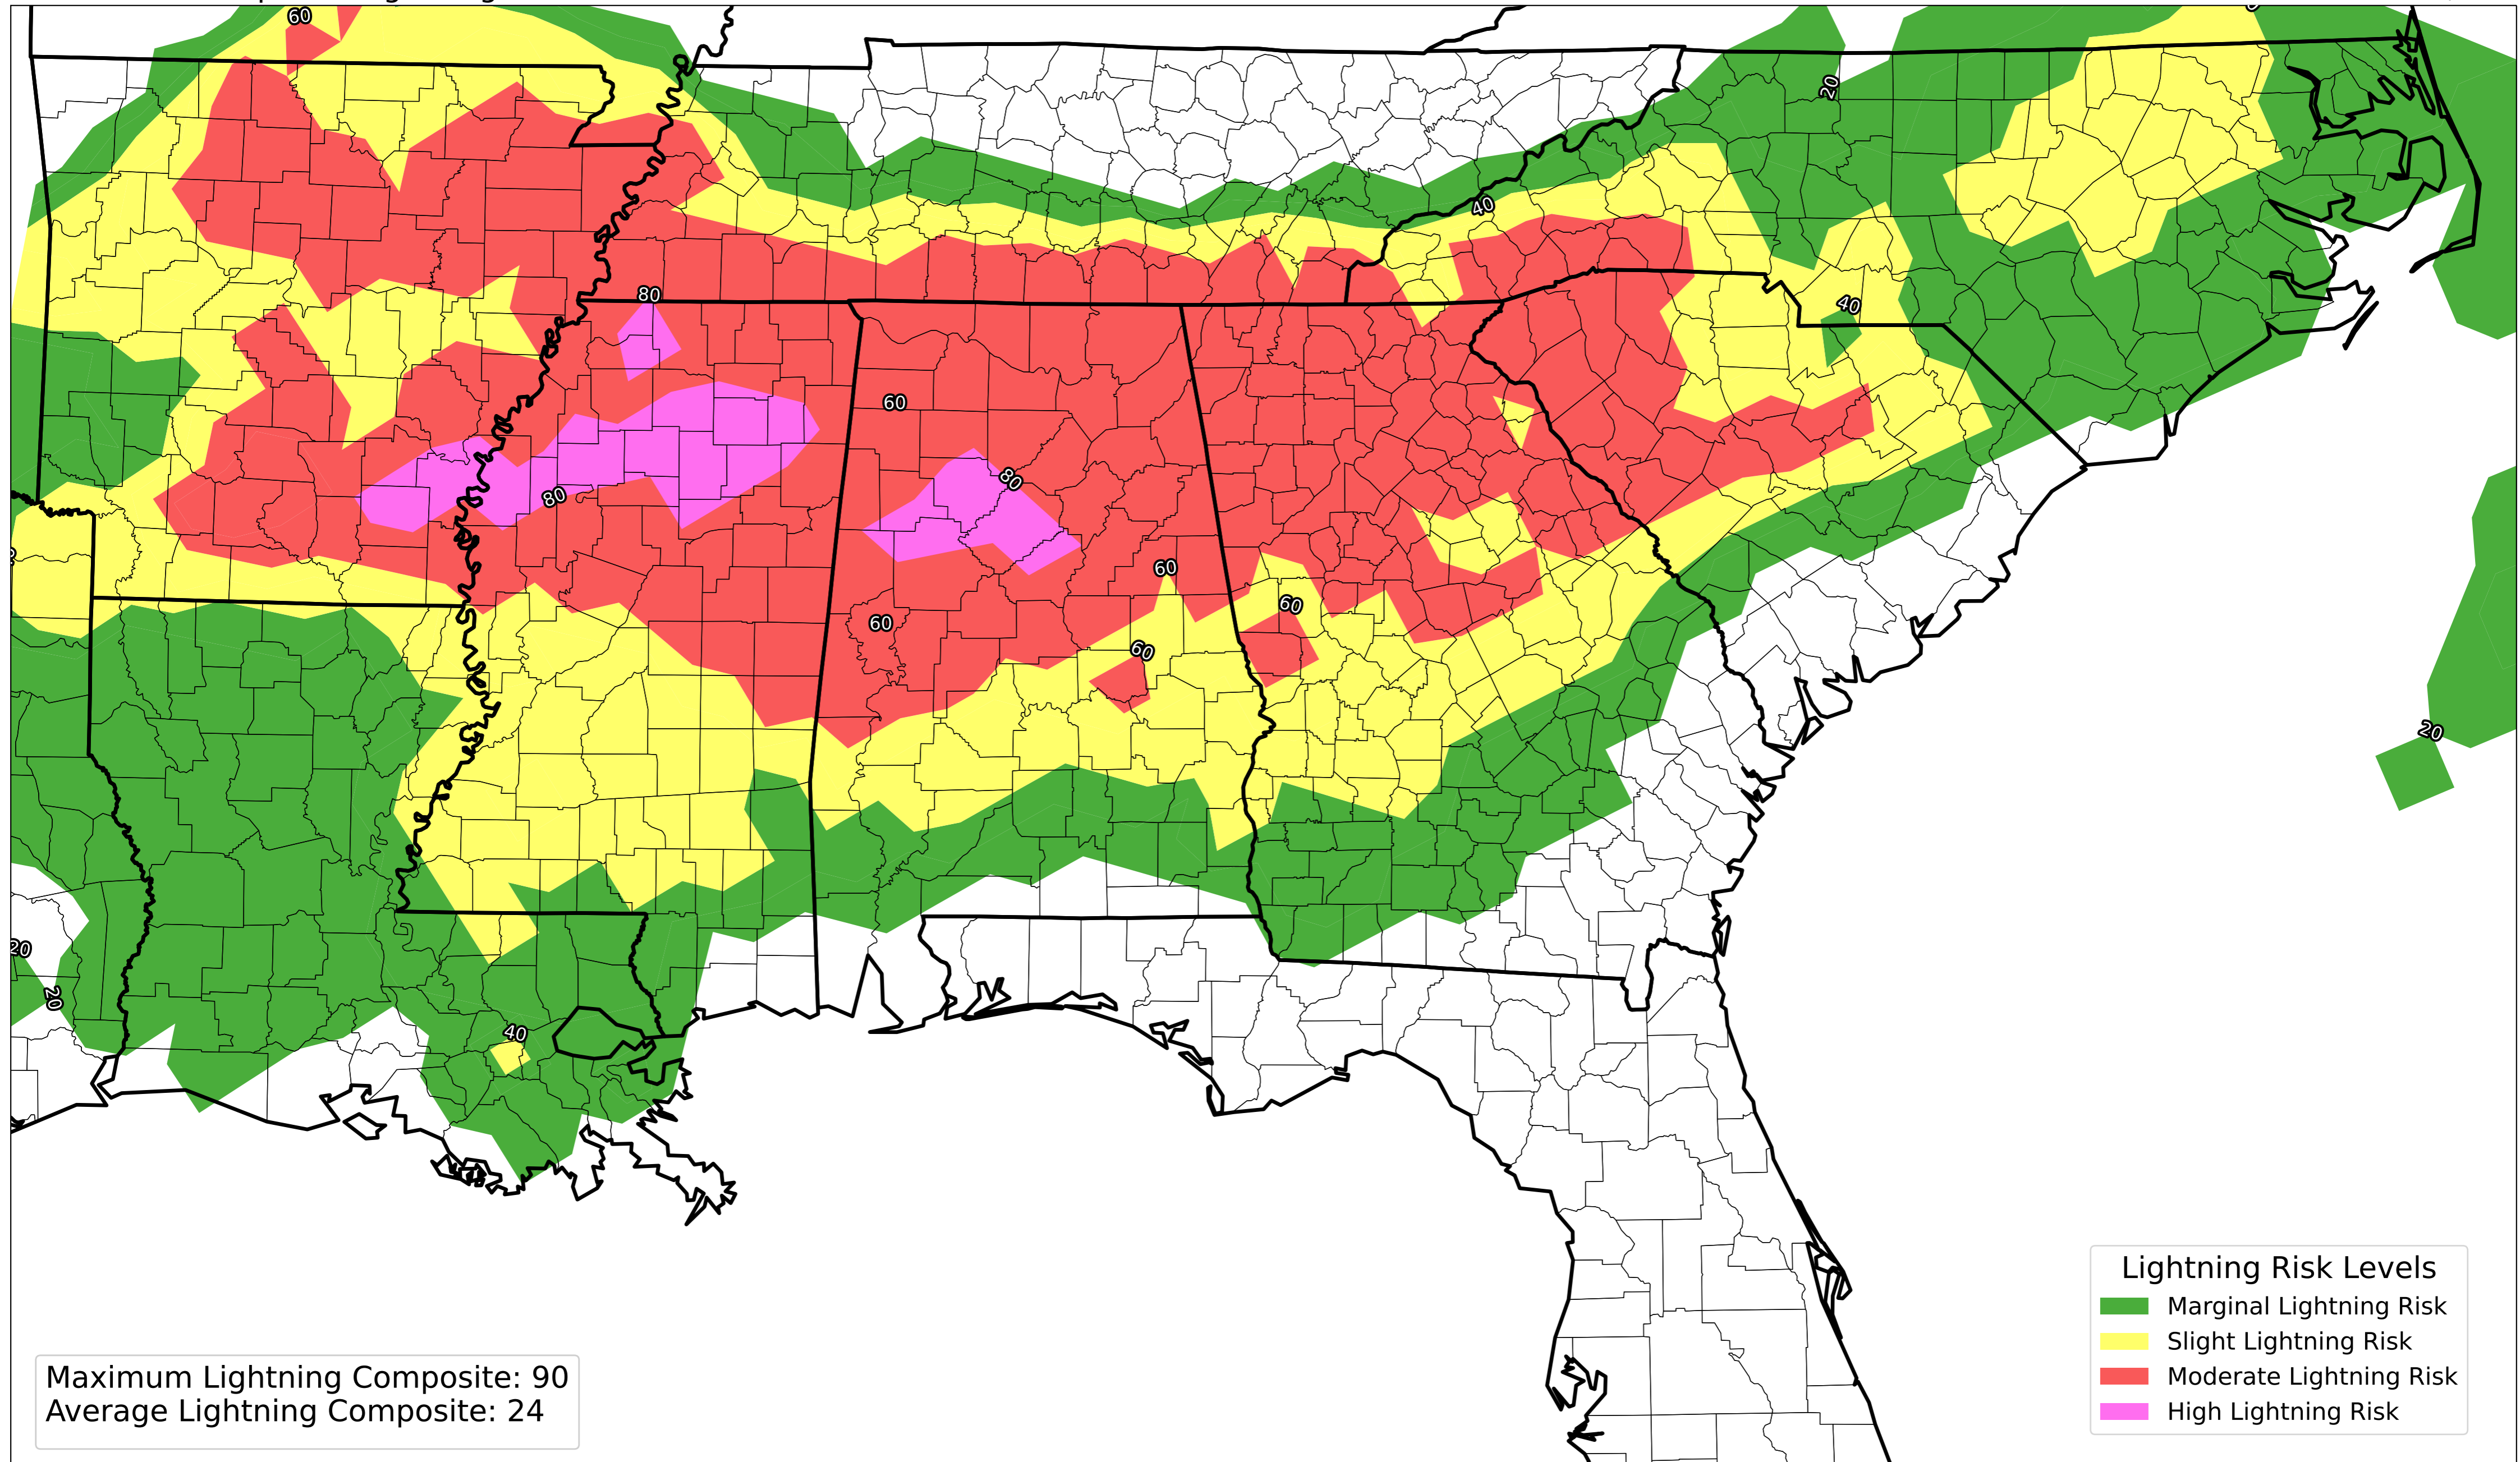 60
20
40
80
40
60
80
80
60
60
60
60
20
20
20
40
Lightning Risk Levels
Marginal Lightning Risk
Slight Lightning Risk
Moderate Lightning Risk
High Lightning Risk
Maximum Lightning Composite: 90
Average Lightning Composite: 24